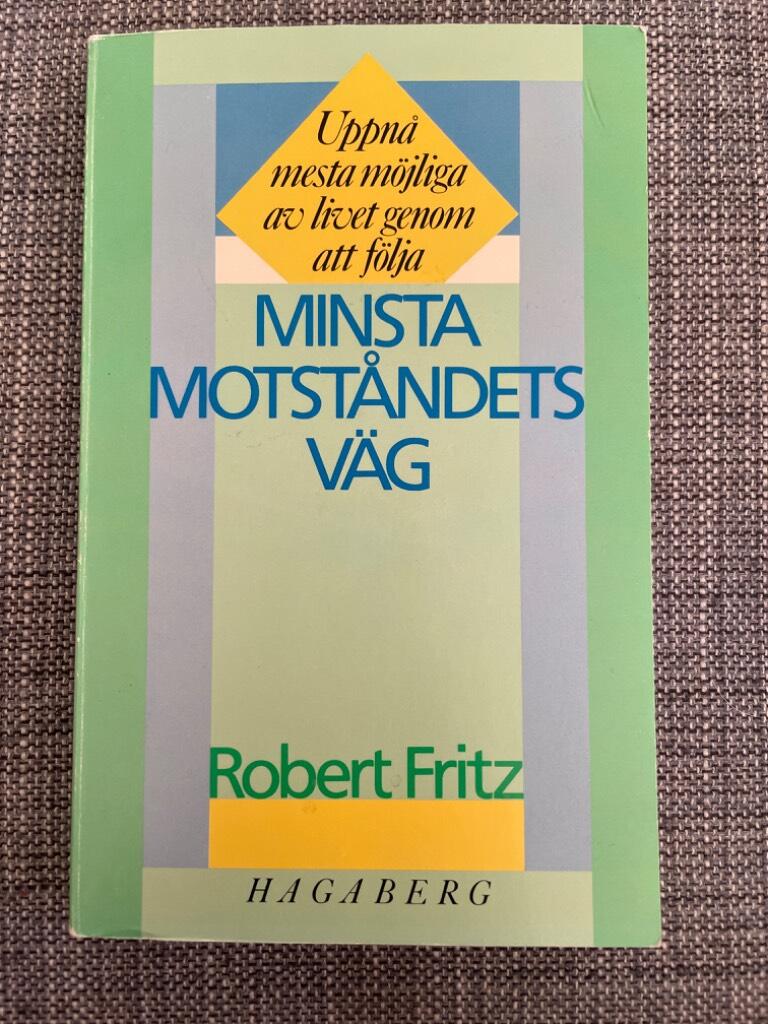 Uppnå
mesta möjliga
av livet genom
att följa
MINSTA
MOTSTÅNDETS
VÄG
Robert Fritz
HAGABERG